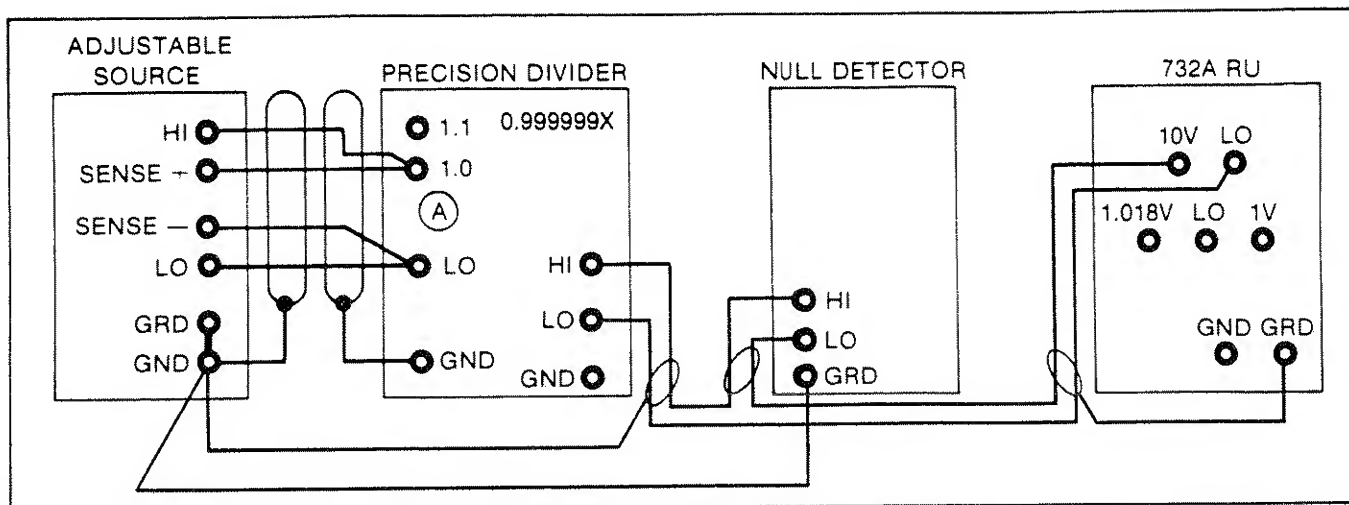 ADJUSTABLE
SOURCE
HI
SENSE +
SENSE —
LO
GRD
GND
PRECISION DIVIDER
1.1 0.999999X
1.0
A
LO
GND
HI
LO
GND
NULL DETECTOR
HI
LO
GRD
732A RU
10V LO
1.018V LO 1V
GND GRD